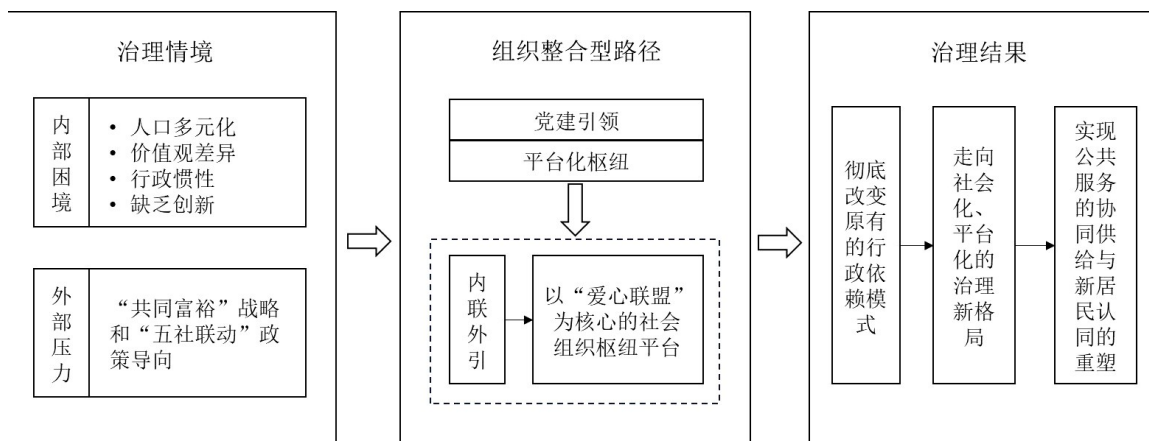 治理情境
内
部
困
境
• 人口多元化
• 价值观差异
• 行政惯性
• 缺乏创新
外
部
压
力
“共同富裕”战略
和“五社联动”政
策导向
组织整合型路径
党建引领
平台化枢纽
内
联
外
引
以“爱心联盟”
为核心的社会
组织枢纽平台
治理结果
彻底
改变
原有
的行
政依
赖模
式
走向
社会
化、
平台
化的
治理
新格
局
实现
公共
服务
的协
同供
给与
新居
民认
同的
重塑